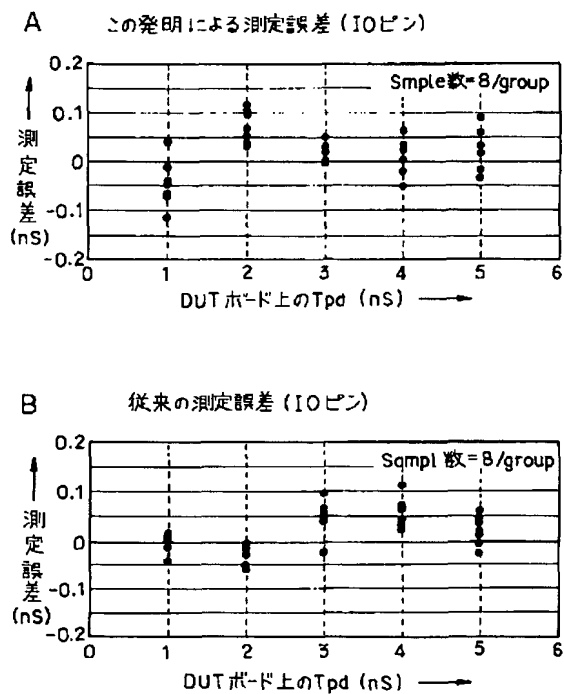 A この発明による測定誤差(IOピン)
Smple数=8/group
測定誤差(nS)
0.2
0.1
0
-0.1
-0.2
0 1 2 3 4 5 6
DUTボード上のTpd(nS)
B 従来の測定誤差(IOピン)
Sampl数=8/group
測定誤差(nS)
0.2
0.1
0
-0.1
-0.2
0 1 2 3 4 5 6
DUTボード上のTpd(nS)